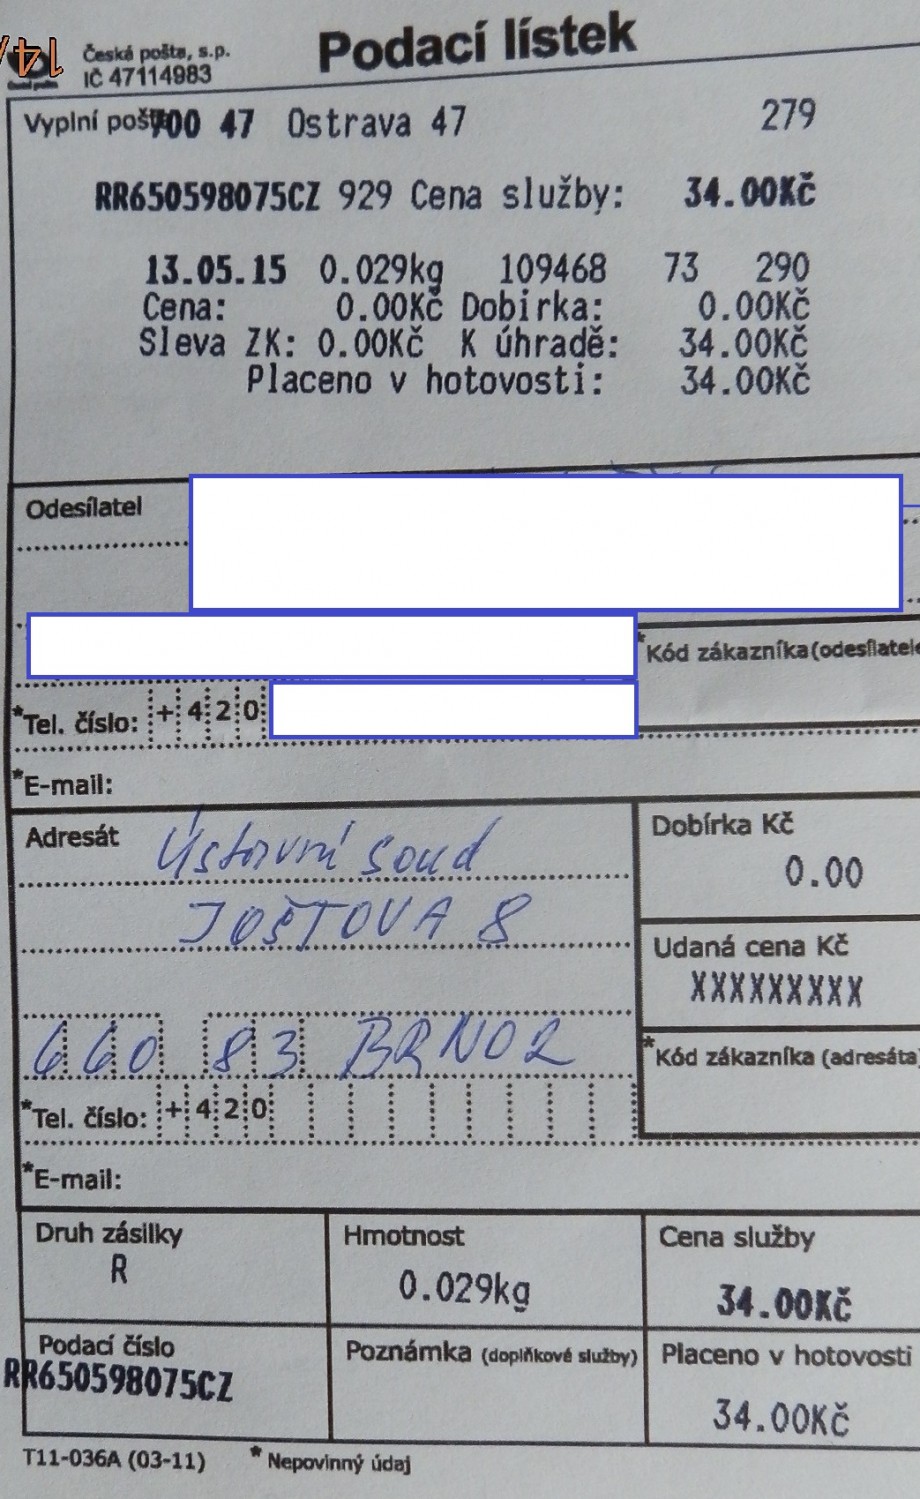 Česká pošta, s.p.
IČ 47114983
Podací lístek
Vyplní pošta 700 47 Ostrava 47 279
RR650598075CZ 929 Cena služby: 34.00Kč
13.05.15 0.029kg 109468 73 290
Cena: 0.00Kč Dobirka: 0.00Kč
Sleva ZK: 0.00Kč K úhradě: 34.00Kč
Placeno v hotovosti: 34.00Kč
Odesílatel
*Kód zákazníka (odesílatele
*Tel. číslo: +420
*E-mail:
Adresát Ústavní soud
JOŠTOVA 8
660 83 BRNO 2
Dobírka Kč
0.00
Udaná cena Kč
XXXXXXXXX
*Kód zákazníka (adresáta)
*Tel. číslo: +420
*E-mail:
Druh zásilky
R
Hmotnost
0.029kg
Cena služby
34.00Kč
Podací číslo
RR650598075CZ
Poznámka (doplňkové služby)
Placeno v hotovosti
34.00Kč
T11-036A (03-11) * Nepovinný údaj